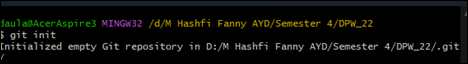 daula@AcerAspire3 MINGW32 /d/M Hashfi Fanny AYD/Semester 4/DPW_22
$ git init
Initialized empty Git repository in D:/M Hashfi Fanny AYD/Semester 4/DPW_22/.git
/